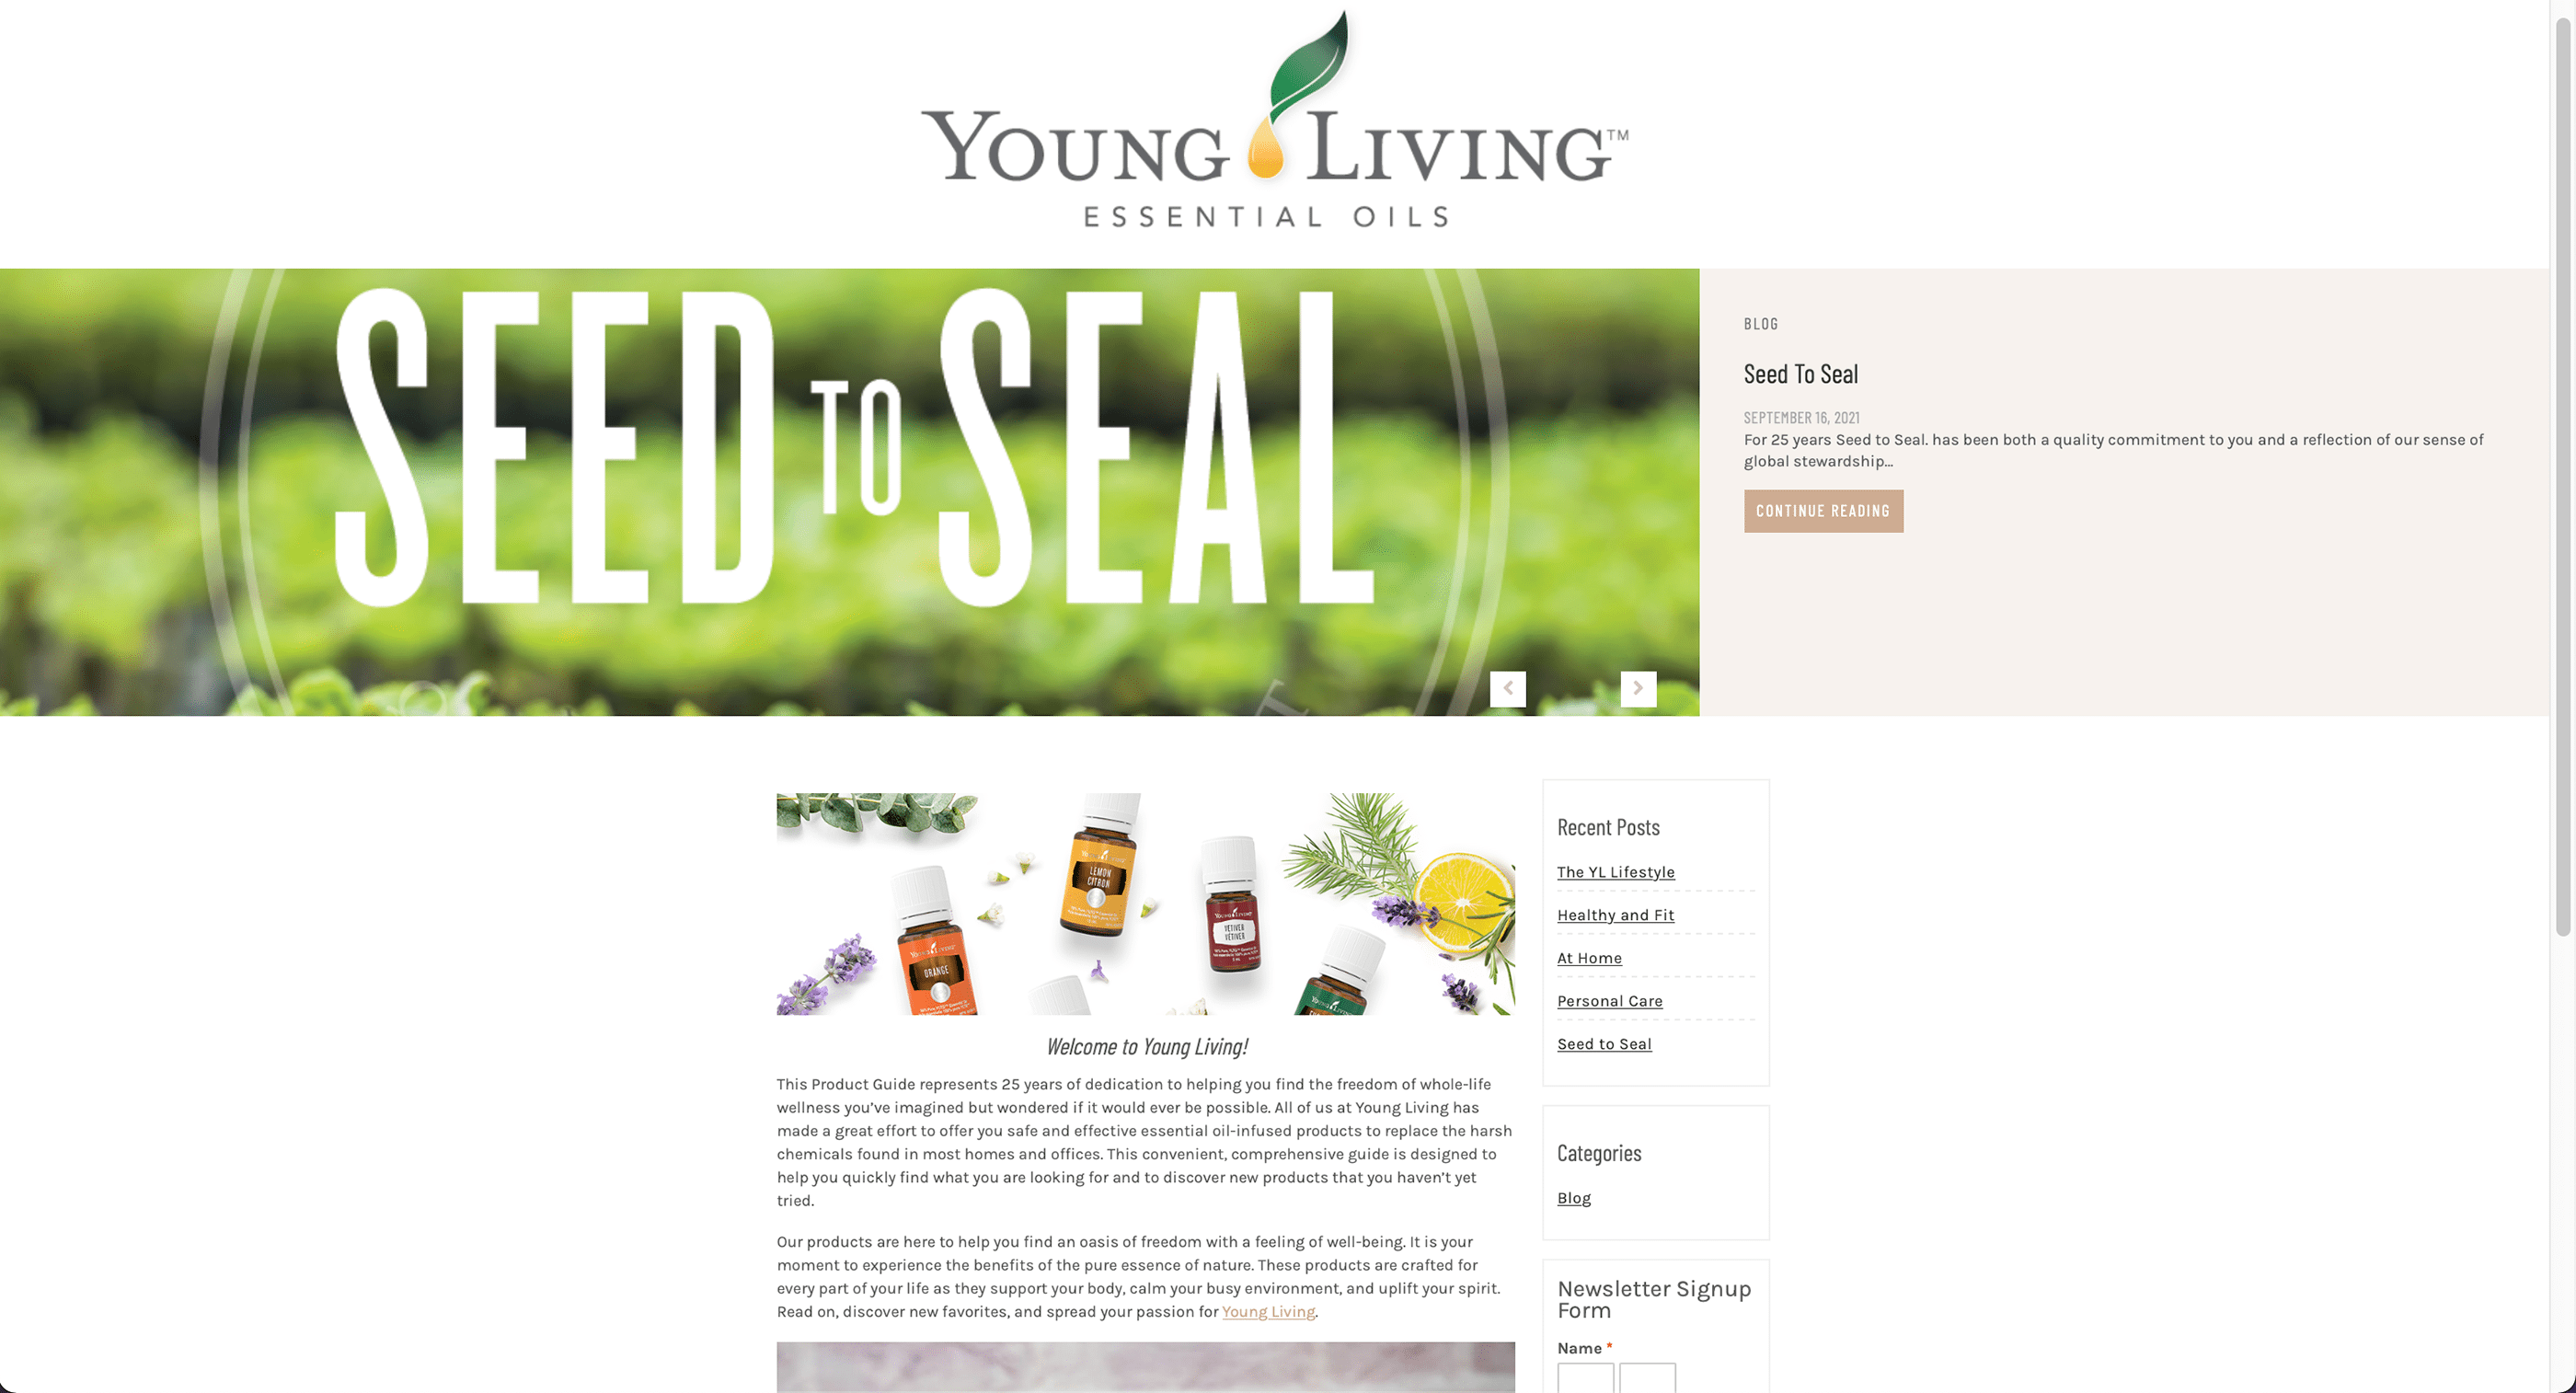 YOUNG LIVING™
ESSENTIAL OILS
SEED TO SEAL
BLOG
Seed To Seal
SEPTEMBER 16, 2021
For 25 years Seed to Seal. has been both a quality commitment to you and a reflection of our sense of
global stewardship...
CONTINUE READING
LEMON
CITRON
YOUNG LIVING
ORANGE
YOUNG LIVING
VETIVER
VÉTIVER
YOUNG LIVING
Welcome to Young Living!
This Product Guide represents 25 years of dedication to helping you find the freedom of whole-life
wellness you’ve imagined but wondered if it would ever be possible. All of us at Young Living has
made a great effort to offer you safe and effective essential oil-infused products to replace the harsh
chemicals found in most homes and offices. This convenient, comprehensive guide is designed to
help you quickly find what you are looking for and to discover new products that you haven’t yet
tried.
Our products are here to help you find an oasis of freedom with a feeling of well-being. It is your
moment to experience the benefits of the pure essence of nature. These products are crafted for
every part of your life as they support your body, calm your busy environment, and uplift your spirit.
Read on, discover new favorites, and spread your passion for Young Living.
Recent Posts
The YL Lifestyle
Healthy and Fit
At Home
Personal Care
Seed to Seal
Categories
Blog
Newsletter Signup
Form
Name *